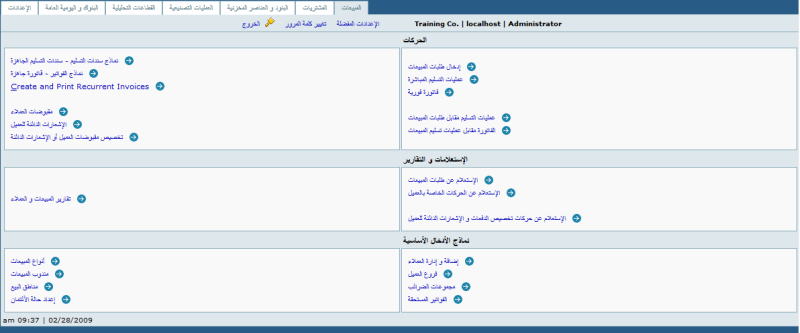 المبيعات
المشتريات
البنود و العناصر المخزنية
العمليات التصنيعية
القطاعات التحليلية
البنوك و اليومية العامة
الإعدادات
Training Co. | localhost | Administrator
الإعدادات المفضلة
تغيير كلمة المرور
الخروج
الحركات
إدخال طلبات المبيعات
عمليات التسليم المباشرة
فاتورة فورية
عمليات التسليم مقابل طلبات المبيعات
الفاتورة مقابل عمليات تسليم المبيعات
نماذج سندات التسليم - سندات التسليم الجاهزة
نماذج الفواتير - فاتورة جاهزة
Create and Print Recurrent Invoices
مقبوضات العملاء
الإشعارات الدائنة للعميل
تخصيص مقبوضات العميل أو الإشعارات الدائنة
الإستعلامات و التقارير
الإستعلام عن طلبات المبيعات
الإستعلام عن الحركات الخاصة بالعميل
الإستعلام عن حركات تخصيص الدفعات و الإشعارات الدائنة للعميل
تقارير المبيعات و العملاء
نماذج الأدخال الأساسية
إضافة و إدارة العملاء
فروع العميل
مجموعات الضرائب
الفواتير المستحقة
أنواع المبيعات
مندوب المبيعات
مناطق البيع
إعداد حالة الأئتمان
am 09:37 | 02/28/2009